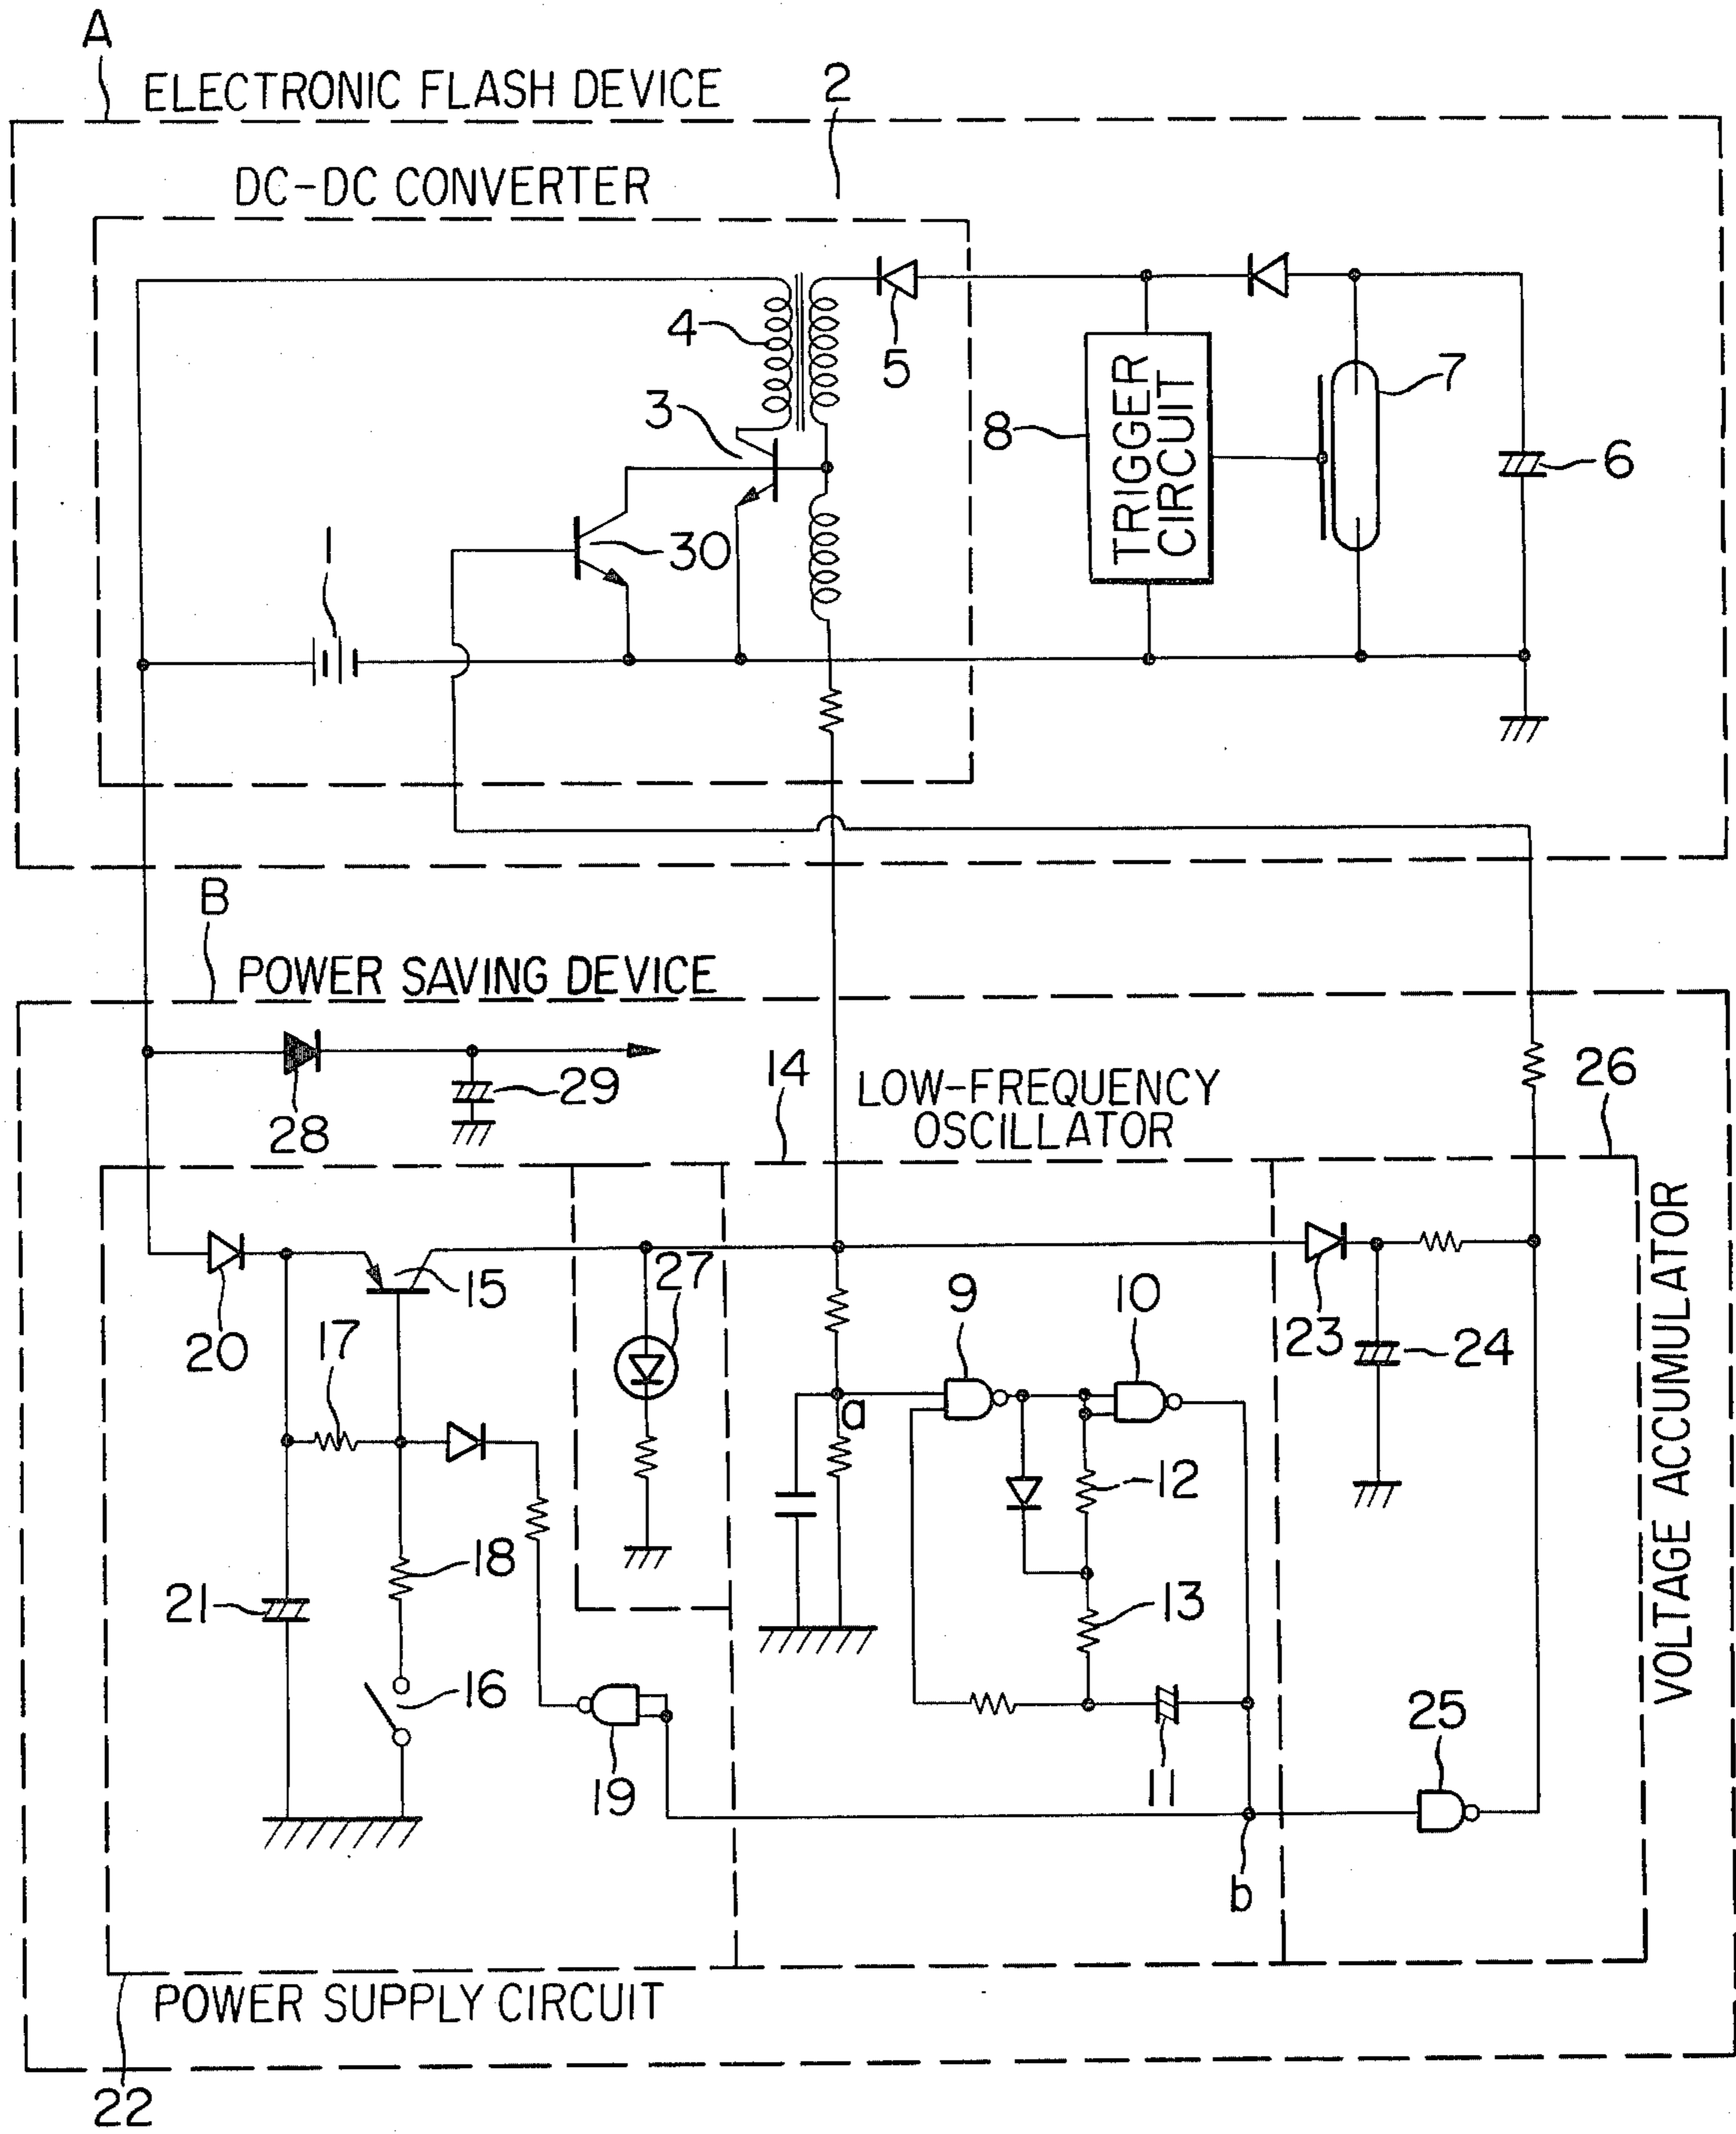 A
ELECTRONIC FLASH DEVICE
2
DC-DC CONVERTER
4
5
3
8
TRIGGER
CIRCUIT
7
6
1
30
B
POWER SAVING DEVICE
14
29
28
LOW-FREQUENCY
OSCILLATOR
26
27
15
9
10
20
17
23
24
a
12
18
21
13
16
VOLTAGE ACCUMULATOR
25
19
11
b
POWER SUPPLY CIRCUIT
22